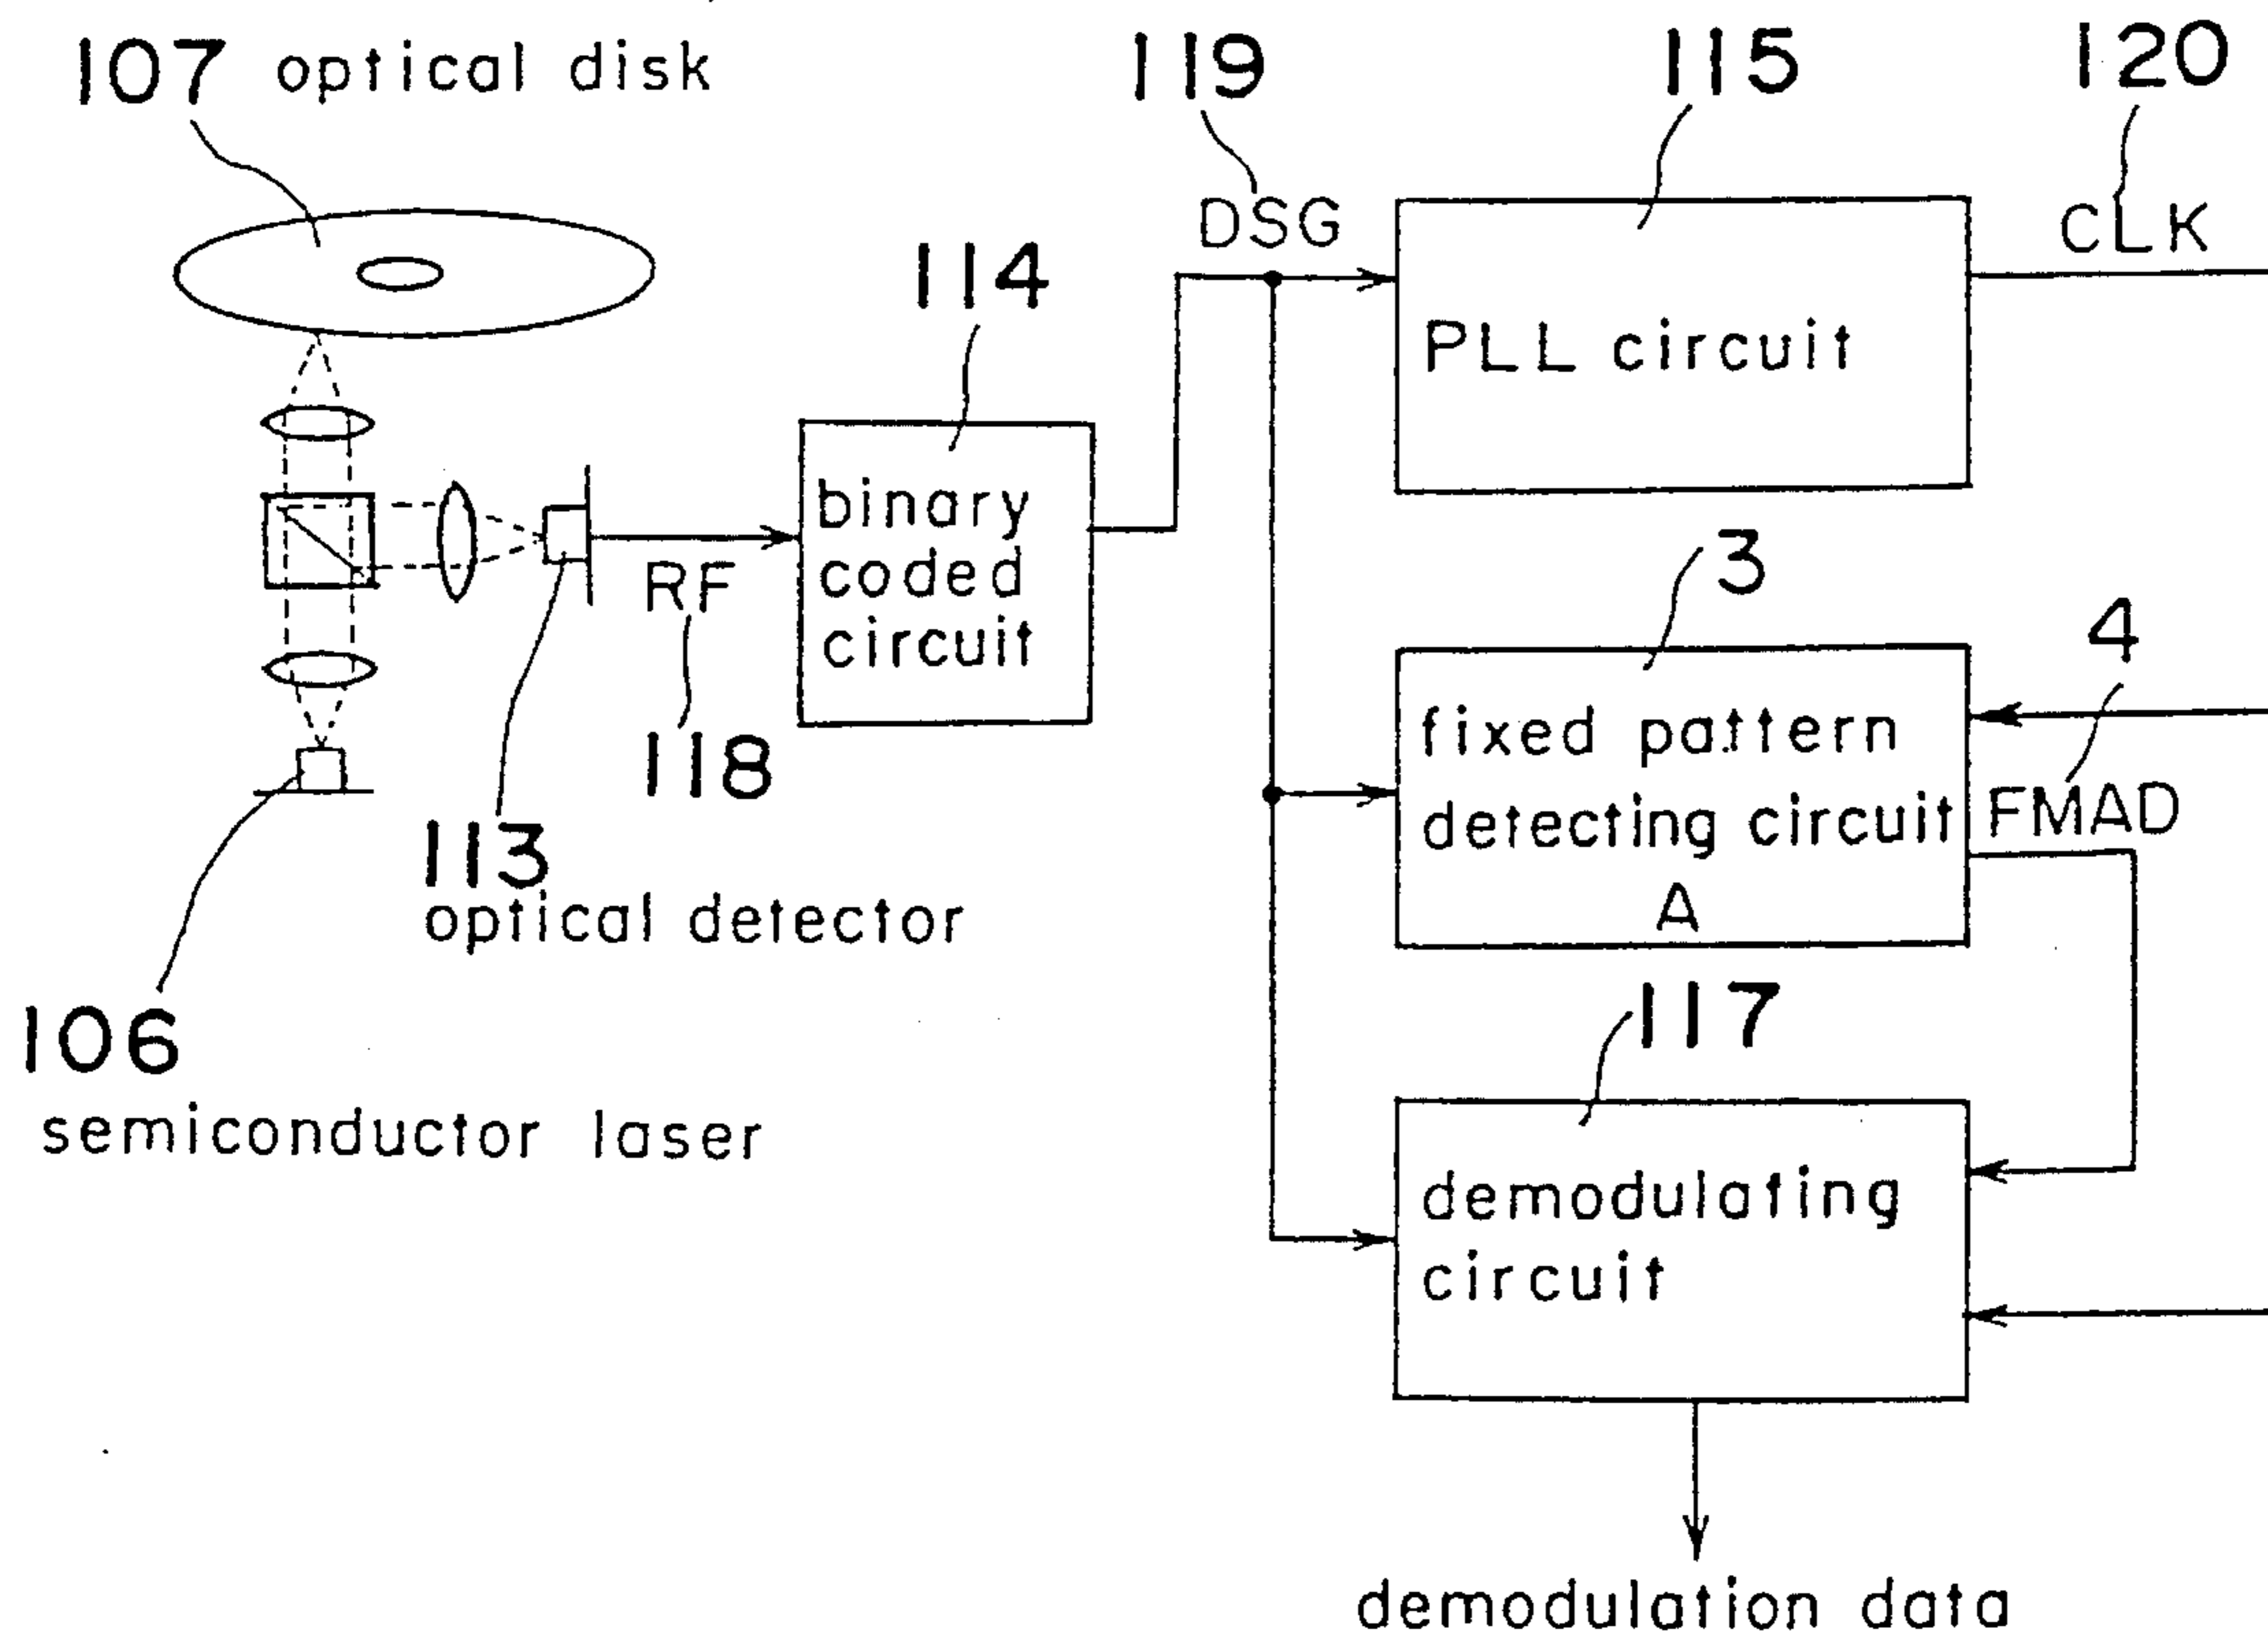 107 optical disk
119
115
120
DSG
CLK
114
PLL circuit
binary
coded
circuit
RF
118
3
4
fixed pattern
detecting circuit
A
FMAD
113
optical detector
106
semiconductor laser
117
demodulating
circuit
demodulation data